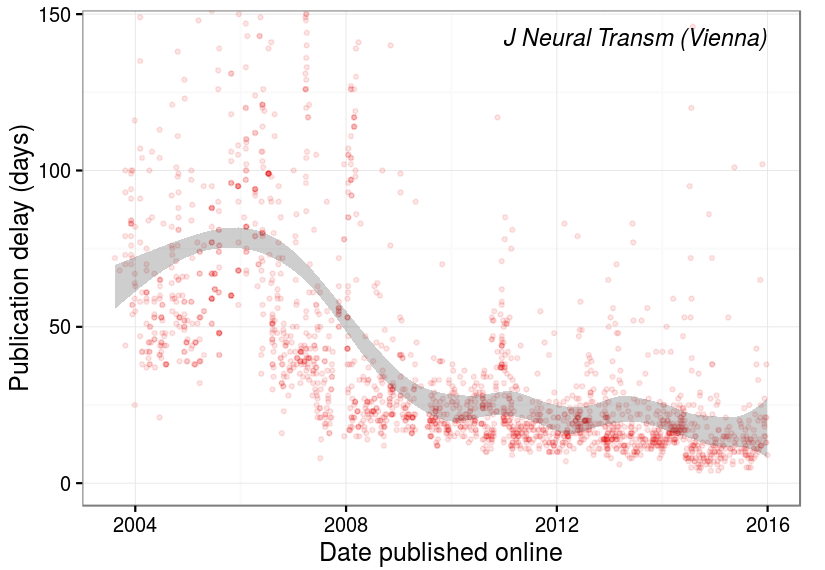 J Neural Transm (Vienna)
Publication delay (days)
150
100
50
0
2004
2008
2012
2016
Date published online